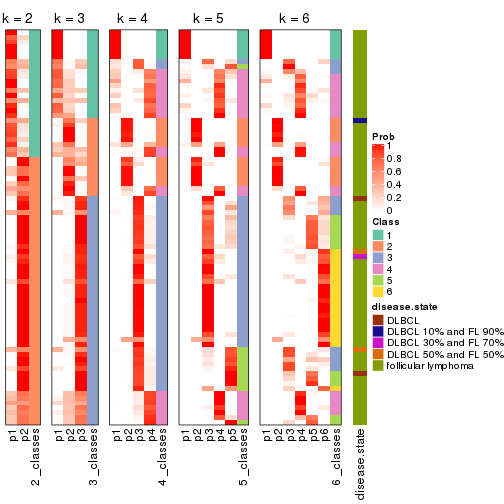 k = 2 k = 3 k = 4 k = 5 k = 6
p1 p2 2_classes p1 p2 p3 3_classes p1 p2 p3 p4 4_classes p1 p2 p3 p4 p5 5_classes p1 p2 p3 p4 p5 p6 6_classes disease.state
Prob
1
0.8
0.6
0.4
0.2
0
Class
1
2
3
4
5
6
disease.state
DLBCL
DLBCL 10% and FL 90%
DLBCL 30% and FL 70%
DLBCL 50% and FL 50%
follicular lymphoma